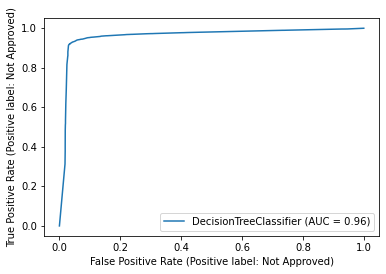 True Positive Rate (Positive label: Not Approved)
1.0
0.8
0.6
0.4
0.2
0.0
DecisionTreeClassifier (AUC = 0.96)
0.0 0.2 0.4 0.6 0.8 1.0
False Positive Rate (Positive label: Not Approved)